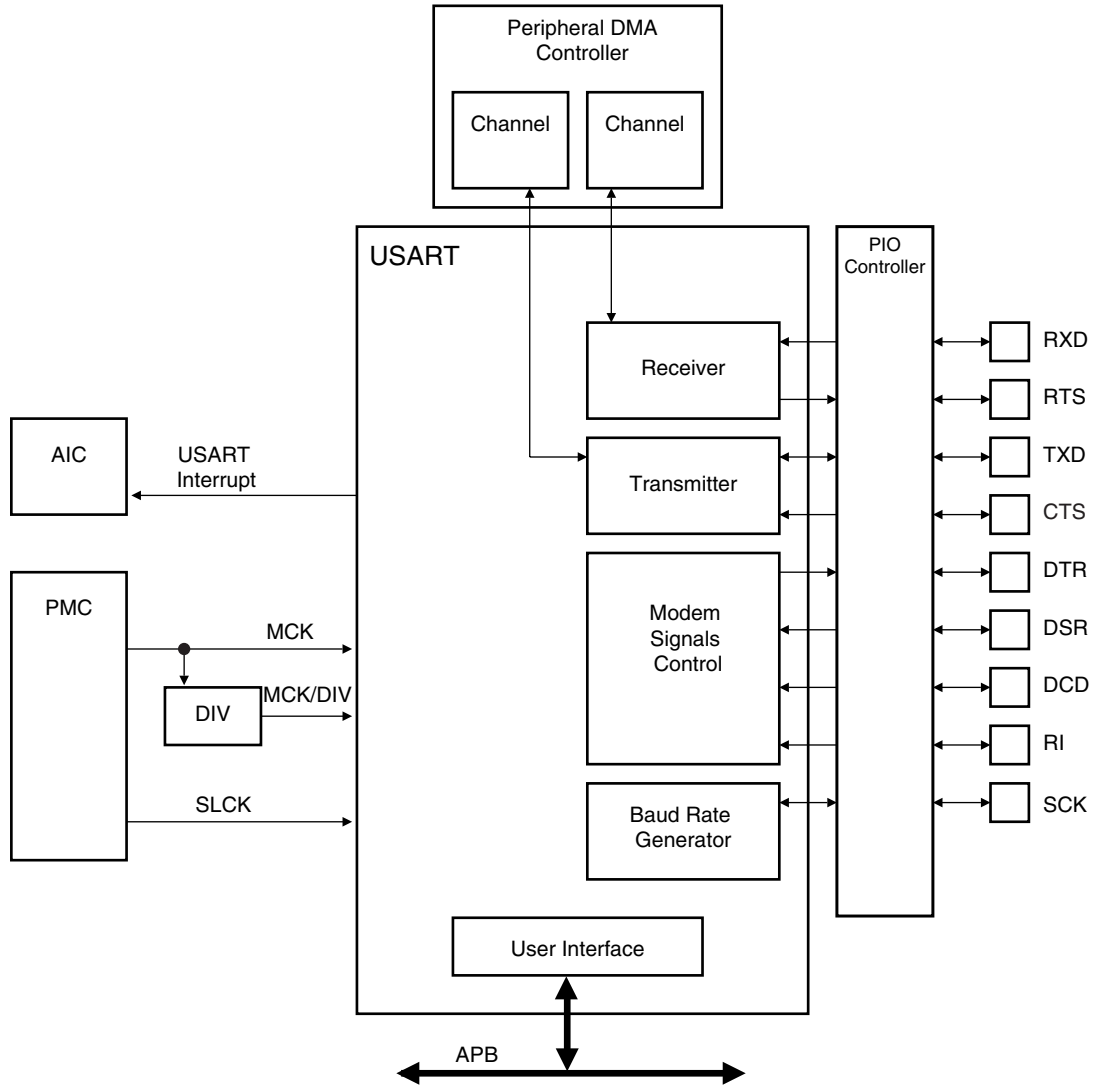 Peripheral DMA
Controller
Channel
Channel
USART
PIO
Controller
Receiver
RXD
RTS
AIC
USART
Interrupt
Transmitter
TXD
CTS
PMC
MCK
DIV
MCK/DIV
SLCK
Modem
Signals
Control
DTR
DSR
DCD
RI
Baud Rate
Generator
SCK
User Interface
APB